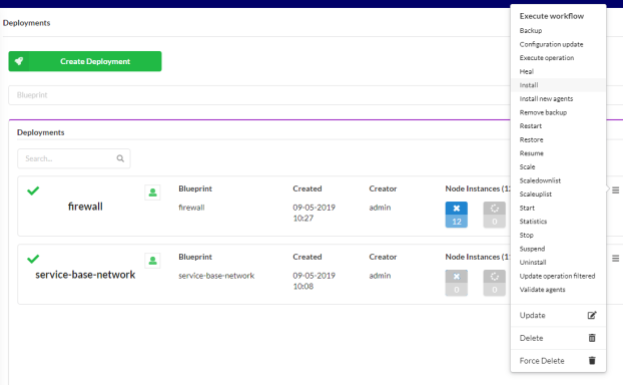 Deployments
Create Deployment
Blueprint
Deployments
Search...
firewall
Blueprint
firewall
Created
09-05-2019
10:27
Creator
admin
Node Instances (12
12
0
service-base-network
Blueprint
service-base-network
Created
09-05-2019
10:08
Creator
admin
Node Instances (1
0
0
Execute workflow
Backup
Configuration update
Execute operation
Heal
Install
Install new agents
Remove backup
Restart
Restore
Resume
Scale
Scaledownlist
Scaleuplist
Start
Statistics
Stop
Suspend
Uninstall
Update operation filtered
Validate agents
Update
Delete
Force Delete